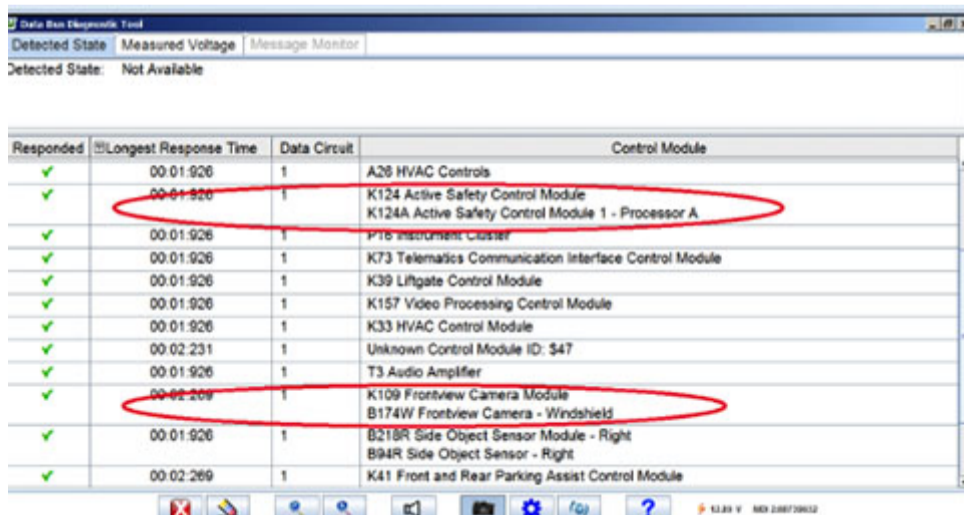 Data Bus Diagnostic Tool
Detected State Measured Voltage Message Monitor
Detected State: Not Available
Responded Longest Response Time Data Circuit Control Module
00:01:926 1 A26 HVAC Controls
00:01:926 1 K124 Active Safety Control Module
K124A Active Safety Control Module 1 - Processor A
00:01:926 1 P16 Instrument Cluster
00:01:926 1 K73 Telematics Communication Interface Control Module
00:01:926 1 K39 Liftgate Control Module
00:01:926 1 K157 Video Processing Control Module
00:01:926 1 K33 HVAC Control Module
00:02:231 1 Unknown Control Module ID: $47
00:01:926 1 T3 Audio Amplifier
00:02:269 1 K109 Frontview Camera Module
B174W Frontview Camera - Windshield
00:01:926 1 B218R Side Object Sensor Module - Right
B94R Side Object Sensor - Right
00:02:269 1 K41 Front and Rear Parking Assist Control Module
?
V